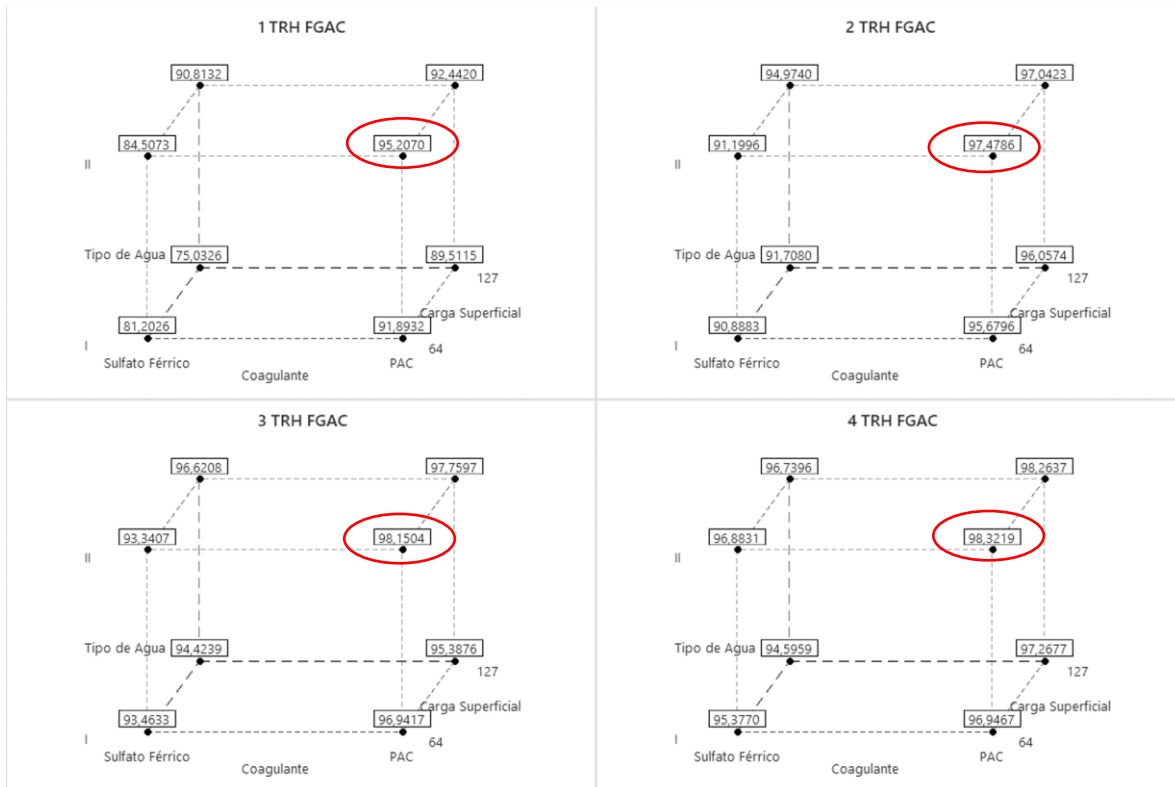 1 TRH FGAC
90,8132 92,4420
84,5073 95,2070
II
Tipo de Agua 75,0326 89,5115
127
Carga Superficial
81,2026 91,8932
I 64
Sulfato Férrico PAC
Coagulante
2 TRH FGAC
94,9740 97,0423
91,1996 97,4786
II
Tipo de Agua 91,7080 96,0574
127
Carga Superficial
90,8883 95,6796
I 64
Sulfato Férrico PAC
Coagulante
3 TRH FGAC
96,6208 97,7597
93,3407 98,1504
II
Tipo de Agua 94,4239 95,3876
127
Carga Superficial
93,4633 96,9417
I 64
Sulfato Férrico PAC
Coagulante
4 TRH FGAC
96,7396 98,2637
96,8831 98,3219
II
Tipo de Agua 94,5959 97,2677
127
Carga Superficial
95,3770 96,9467
I 64
Sulfato Férrico PAC
Coagulante